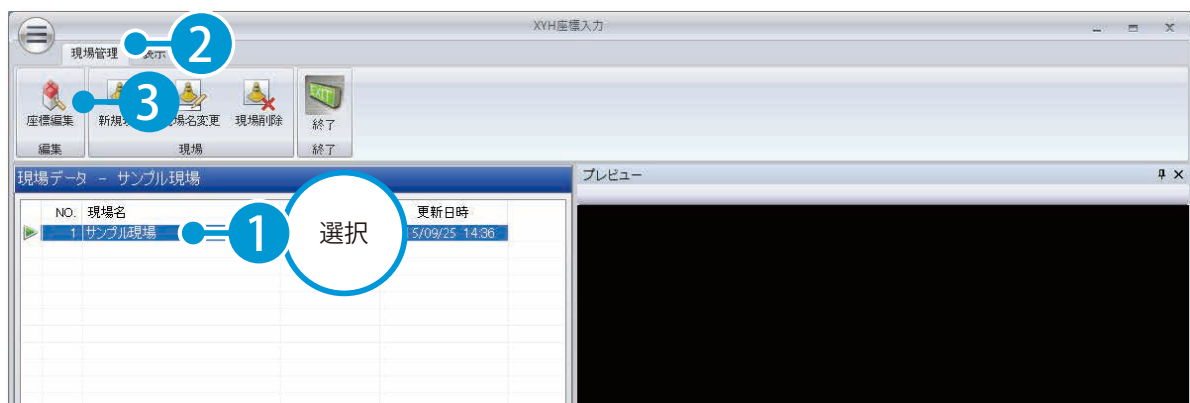 XYH座標入力
現場管理 表示
2
3
座標編集 新規 場名変更 現場削除 終了
編集 現場 終了
現場データ － サンプル現場
プレビュー
NO. 現場名 更新日時
1 サンプル現場 5/09/25 14:36
1
選択